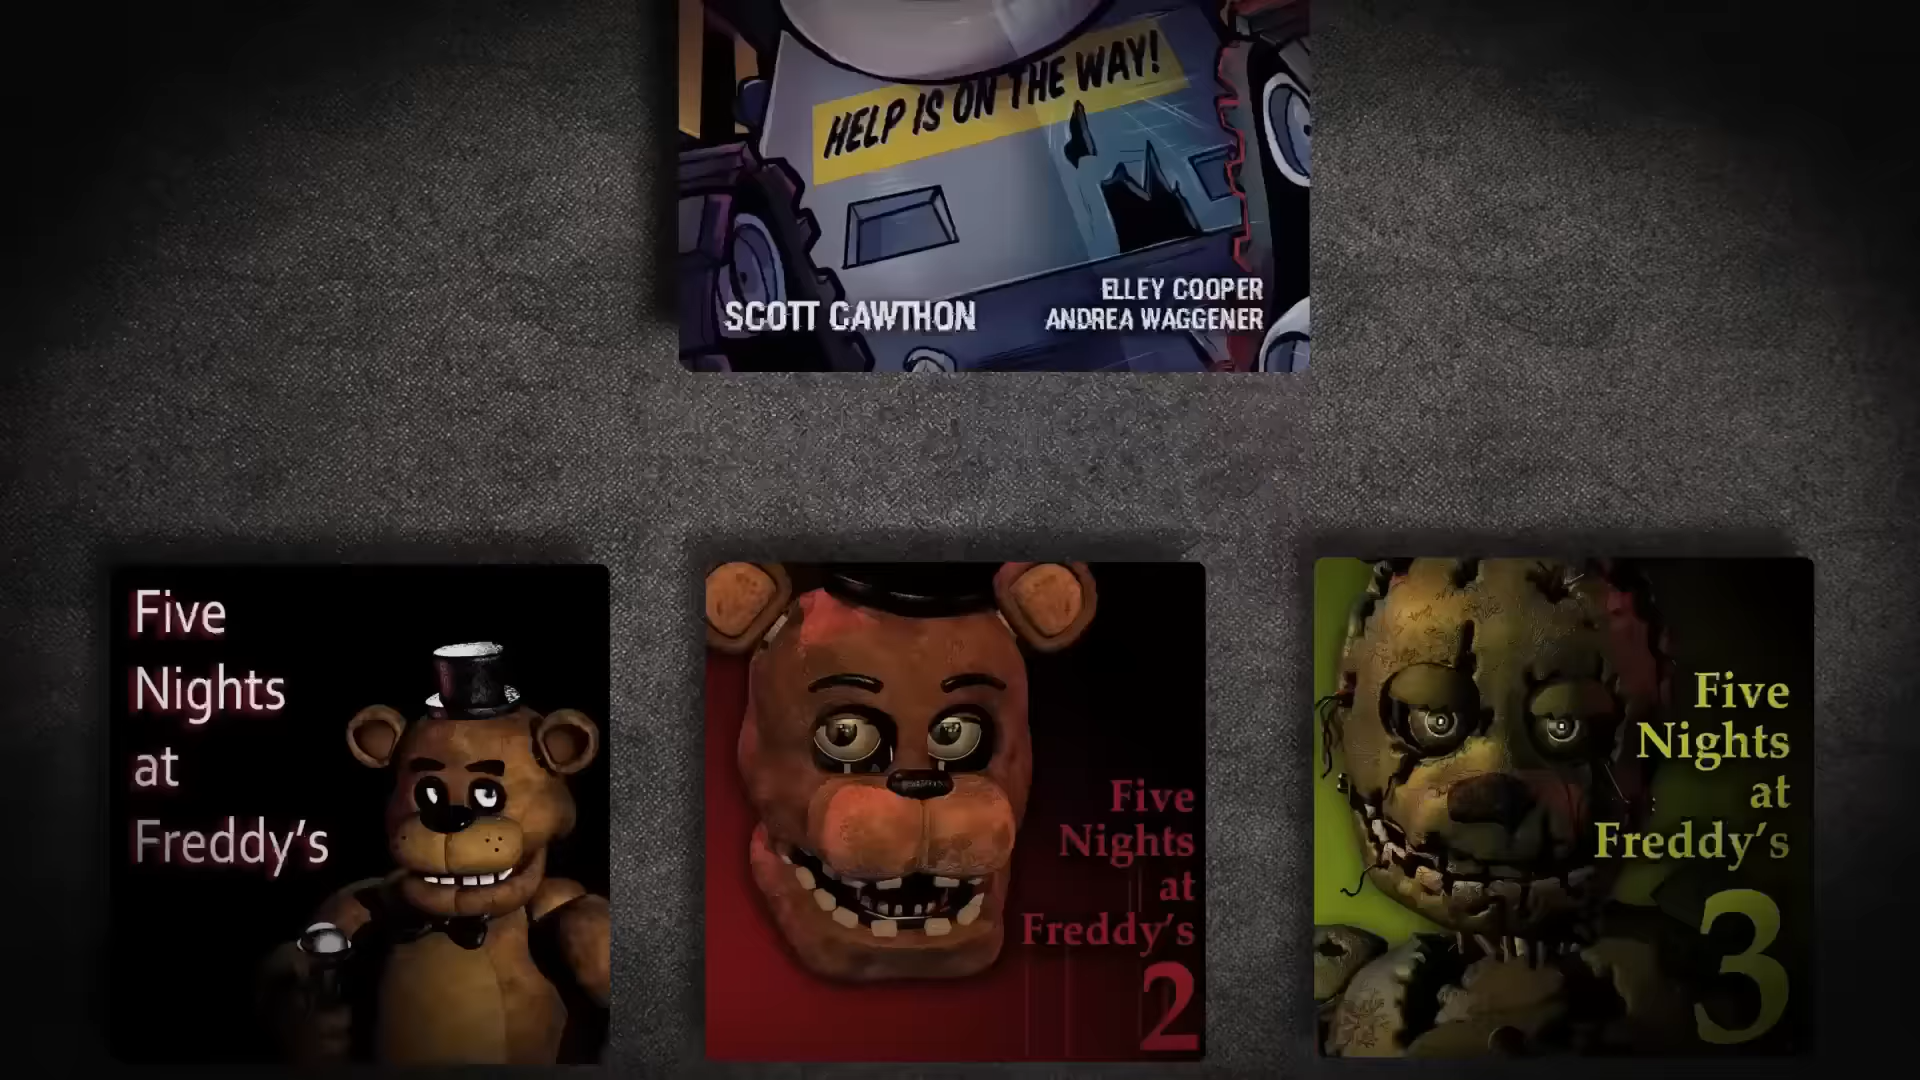 HELP IS ON THE WAY!
SCOTT CAWTHON
ELLEY COOPER
ANDREA WAGGENER
Five
Nights
at
Freddy's
Five
Nights
at
Freddy's
2
Five
Nights
at
Freddy's
3